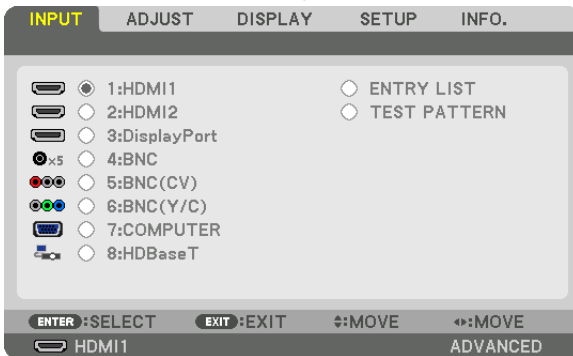 INPUT ADJUST DISPLAY SETUP INFO.
1:HDMI1 ENTRY LIST
2:HDMI2 TEST PATTERN
3:DisplayPort
×5 4:BNC
5:BNC(CV)
6:BNC(Y/C)
7:COMPUTER
8:HDBaseT
ENTER:SELECT EXIT:EXIT :MOVE :MOVE
HDMI1 ADVANCED